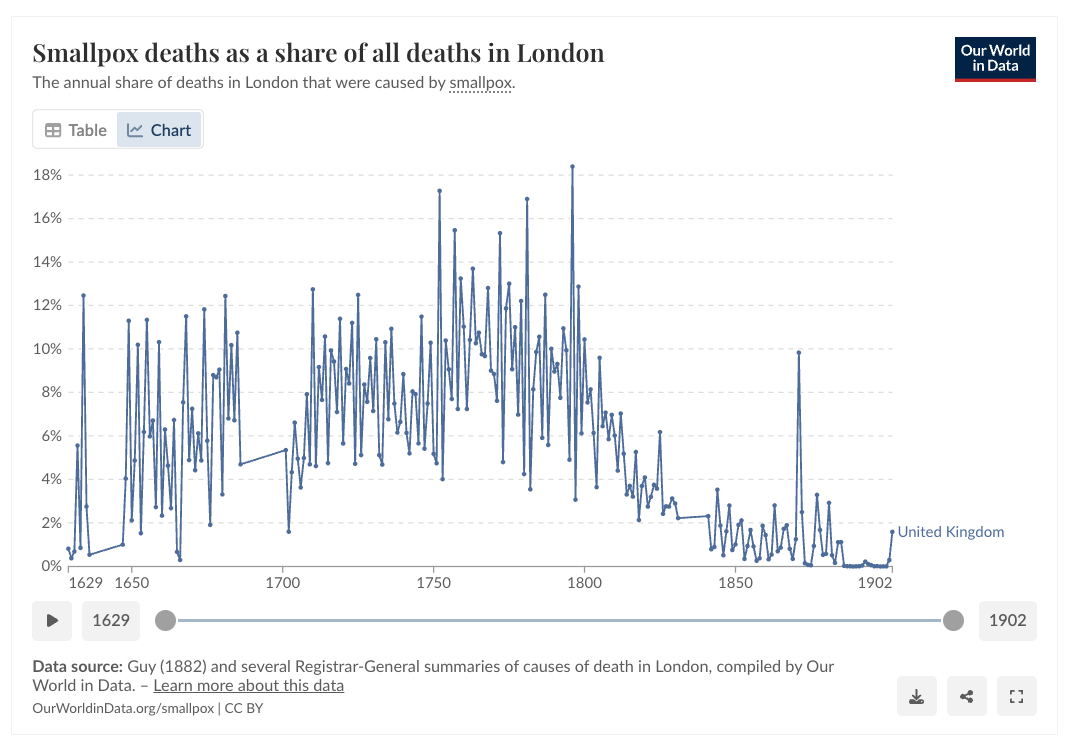 Smallpox deaths as a share of all deaths in London
The annual share of deaths in London that were caused by smallpox.
Our World
in Data
Table
Chart
18%
16%
14%
12%
10%
8%
6%
4%
2%
0%
United Kingdom
1629 1650 1700 1750 1800 1850 1902
1629
1902
Data source: Guy (1882) and several Registrar-General summaries of causes of death in London, compiled by Our
World in Data. – Learn more about this data
OurWorldinData.org/smallpox | CC BY